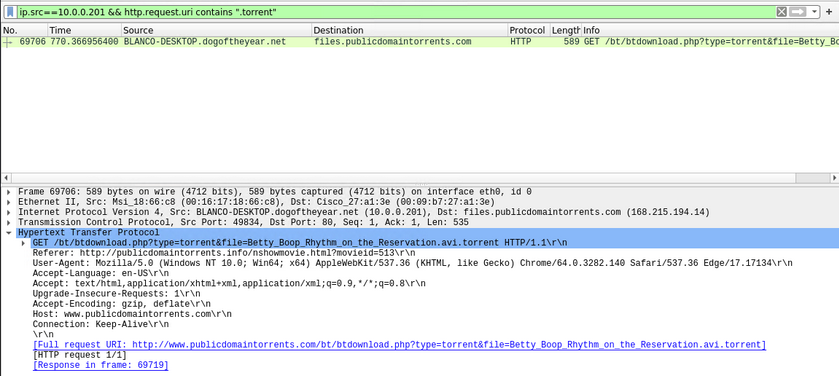 ip.src==10.0.0.201 && http.request.uri contains ".torrent"
No. Time Source Destination Protocol Length Info
69706 770.366956400 BLANCO-DESKTOP.dogoftheyear.net files.publicdomaintorrents.com HTTP 589 GET /bt/btdownload.php?type=torrent&file=Betty_Bo
Frame 69706: 589 bytes on wire (4712 bits), 589 bytes captured (4712 bits) on interface eth0, id 0
Ethernet II, Src: Msi_18:66:c8 (00:16:17:18:66:c8), Dst: Cisco_27:a1:3e (00:09:b7:27:a1:3e)
Internet Protocol Version 4, Src: BLANCO-DESKTOP.dogoftheyear.net (10.0.0.201), Dst: files.publicdomaintorrents.com (168.215.194.14)
Transmission Control Protocol, Src Port: 49834, Dst Port: 80, Seq: 1, Ack: 1, Len: 535
Hypertext Transfer Protocol
GET /bt/btdownload.php?type=torrent&file=Betty_Boop_Rhythm_on_the_Reservation.avi.torrent HTTP/1.1\r\n
Referer: http://publicdomaintorrents.info/nshowmovie.html?movieid=513\r\n
User-Agent: Mozilla/5.0 (Windows NT 10.0; Win64; x64) AppleWebKit/537.36 (KHTML, like Gecko) Chrome/64.0.3282.140 Safari/537.36 Edge/17.17134\r\n
Accept-Language: en-US\r\n
Accept: text/html,application/xhtml+xml,application/xml;q=0.9,*/*;q=0.8\r\n
Upgrade-Insecure-Requests: 1\r\n
Accept-Encoding: gzip, deflate\r\n
Host: www.publicdomaintorrents.com\r\n
Connection: Keep-Alive\r\n
\r\n
[Full request URI: http://www.publicdomaintorrents.com/bt/btdownload.php?type=torrent&file=Betty_Boop_Rhythm_on_the_Reservation.avi.torrent]
[HTTP request 1/1]
[Response in frame: 69719]